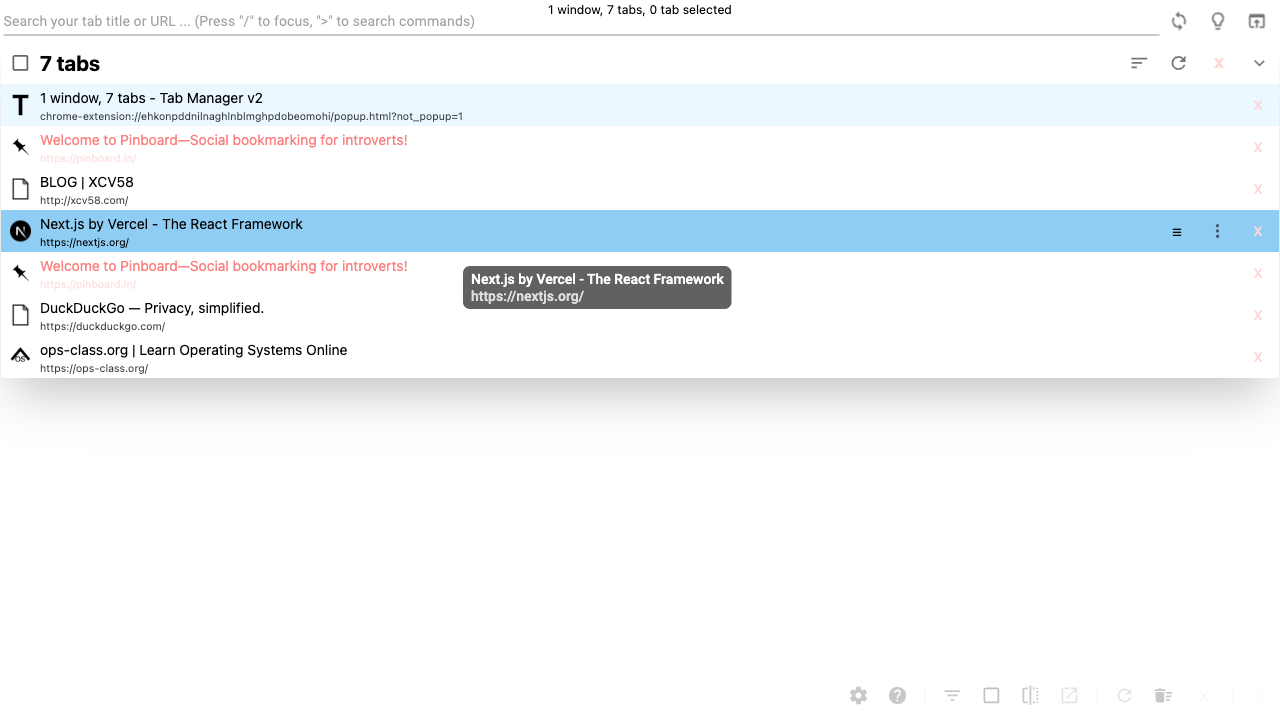 1 window, 7 tabs, 0 tab selected
Search your tab title or URL ... (Press "/" to focus, ">" to search commands)
7 tabs
x
T
1 window, 7 tabs - Tab Manager v2
chrome-extension://ehkonpddnilnaghlnblmghpdobeomohi/popup.html?not_popup=1
x
Welcome to Pinboard—Social bookmarking for introverts!
https://pinboard.in/
x
BLOG | XCV58
http://xcv58.com/
x
N
Next.js by Vercel - The React Framework
https://nextjs.org/
x
Welcome to Pinboard—Social bookmarking for introverts!
https://pinboard.in/
x
Next.js by Vercel - The React Framework
https://nextjs.org/
DuckDuckGo — Privacy, simplified.
https://duckduckgo.com/
x
OS
ops-class.org | Learn Operating Systems Online
https://ops-class.org/
x
x